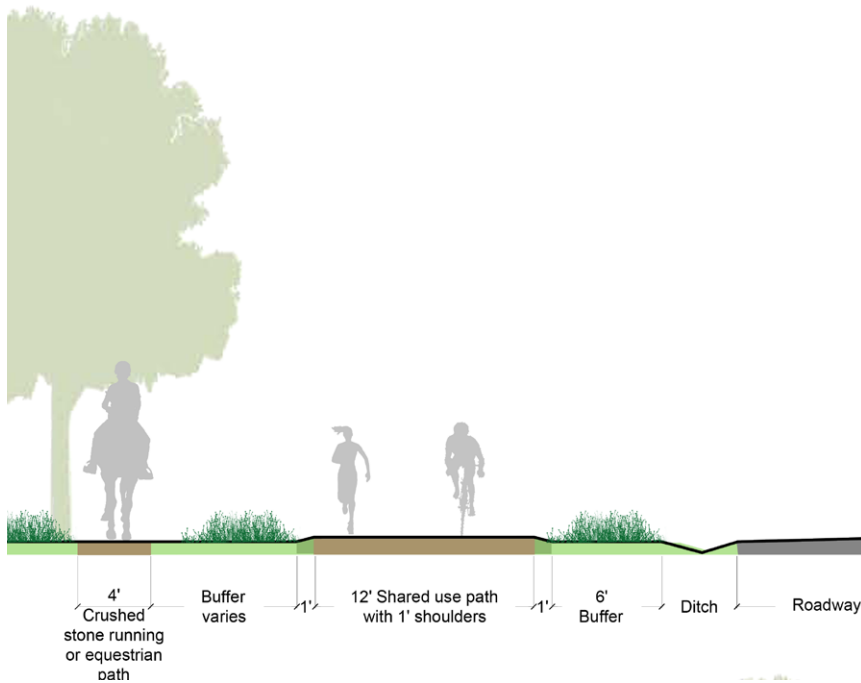 4'
Crushed
stone running
or equestrian
path
Buffer
varies
1'
12' Shared use path
with 1' shoulders
1'
6'
Buffer
Ditch
Roadway